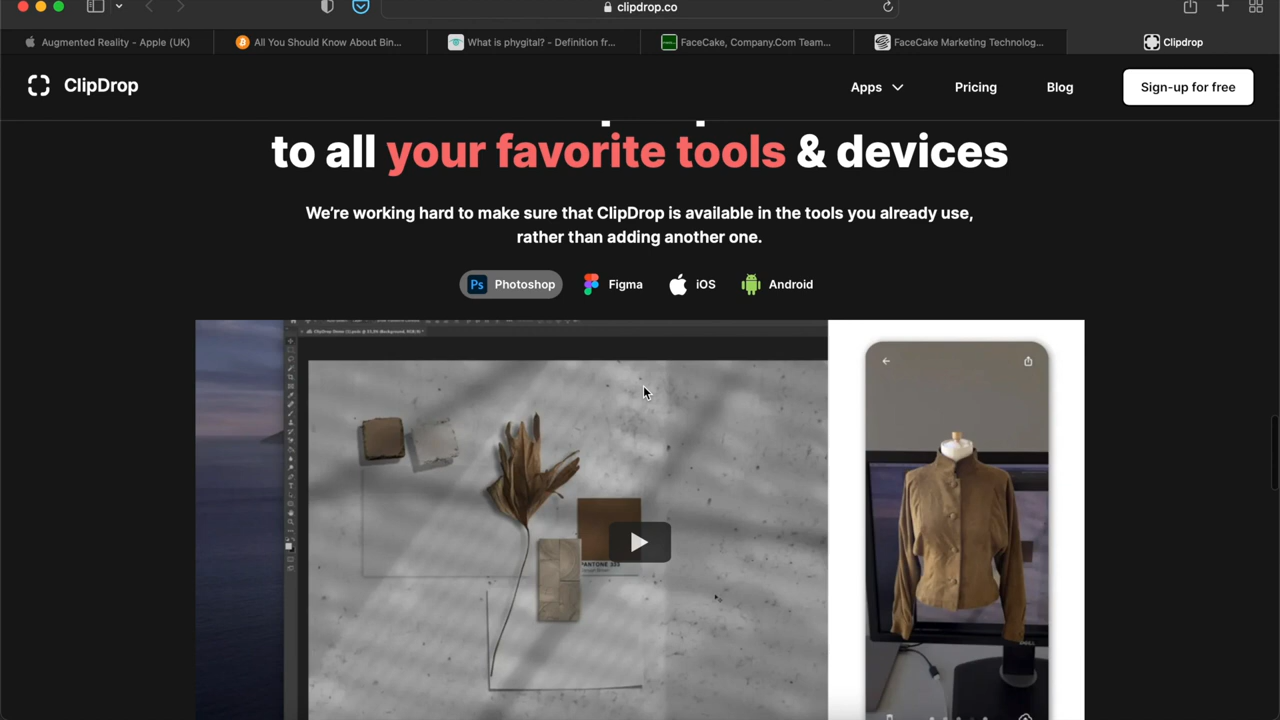 clipdrop.co
Augmented Reality - Apple (UK)
All You Should Know About Bin...
What is phygital? - Definition fr...
FaceCake, Company.Com Team...
FaceCake Marketing Technolog...
Clipdrop
ClipDrop
Apps
Pricing
Blog
Sign-up for free
to all your favorite tools & devices
We're working hard to make sure that ClipDrop is available in the tools you already use,
rather than adding another one.
Ps Photoshop
Figma
iOS
Android
PANTONE